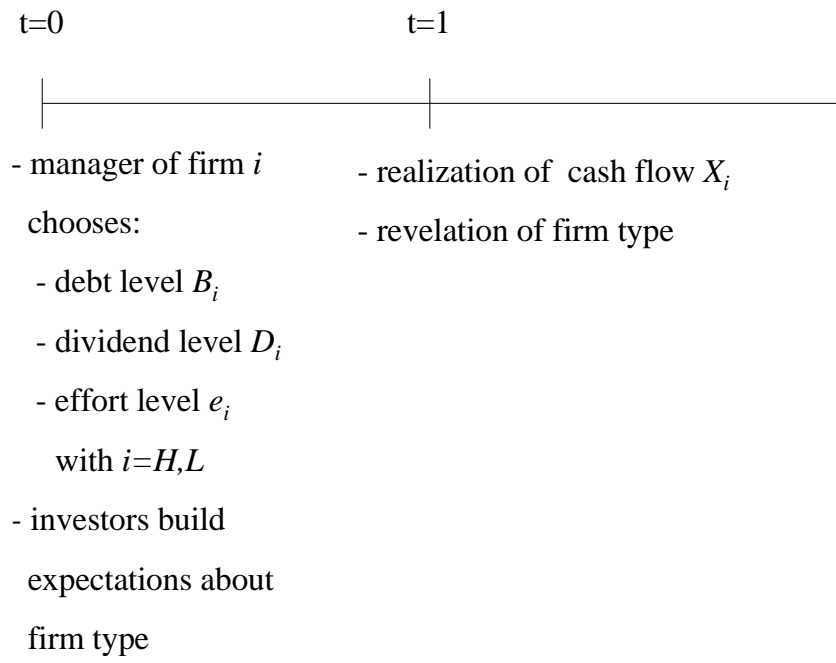 t=0
t=1
- manager of firm i
chooses:
- debt level B_i
- dividend level D_i
- effort level e_i
with i=H,L
- investors build
expectations about
firm type
- realization of cash flow X_i
- revelation of firm type